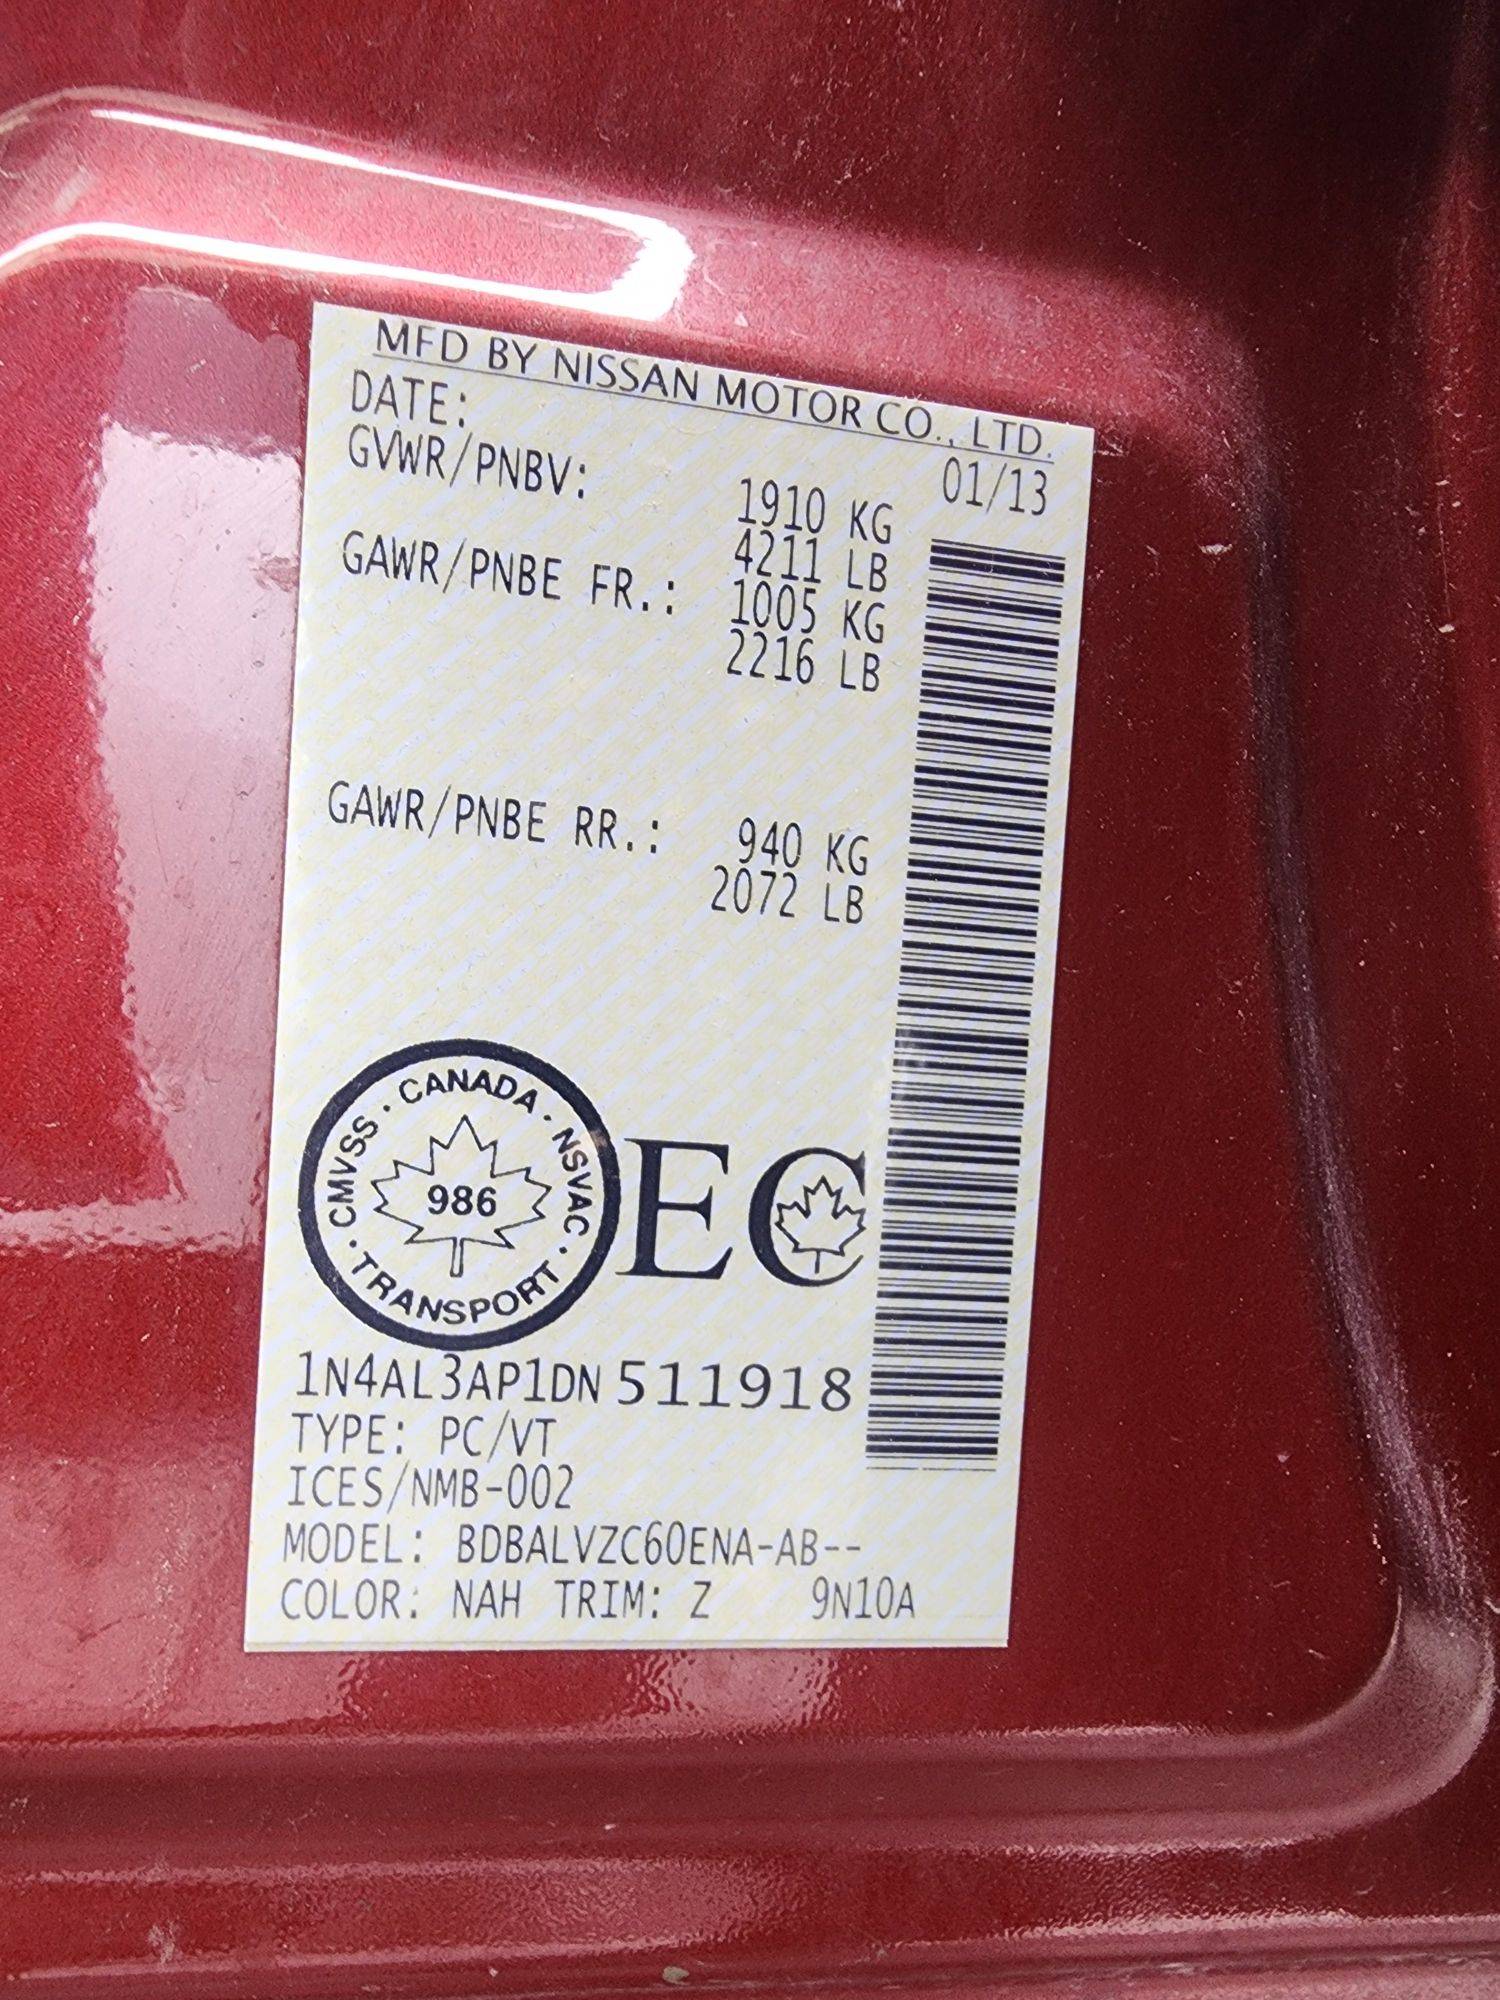 MFD BY NISSAN MOTOR CO., LTD.
DATE: 01/13
GVWR/PNBV: 1910 KG
4211 LB
GAWR/PNBE FR.: 1005 KG
2216 LB
GAWR/PNBE RR.: 940 KG
2072 LB
CANADA · NSVAC · TRANSPORT · CMVSS ·
986
EC
1N4AL3AP1DN511918
TYPE: PC/VT
ICES/NMB-002
MODEL: BDBALVZC60ENA-AB--
COLOR: NAH TRIM: Z 9N10A